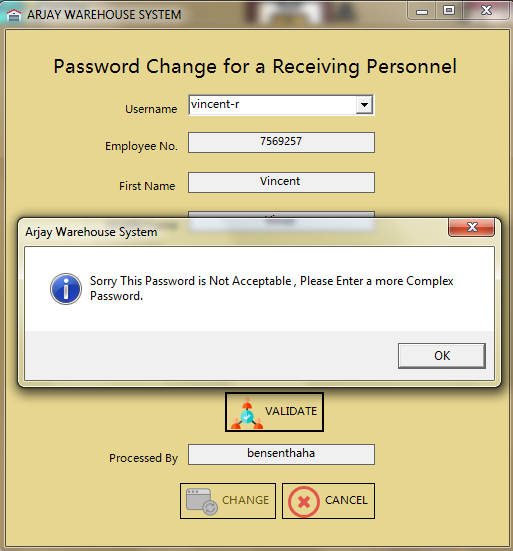 ARJAY WAREHOUSE SYSTEM
Password Change for a Receiving Personnel
Username vincent-r
Employee No. 7569257
First Name Vincent
Arjay Warehouse System
Sorry This Password is Not Acceptable , Please Enter a more Complex
Password.
OK
VALIDATE
Processed By bensenthaha
CHANGE CANCEL